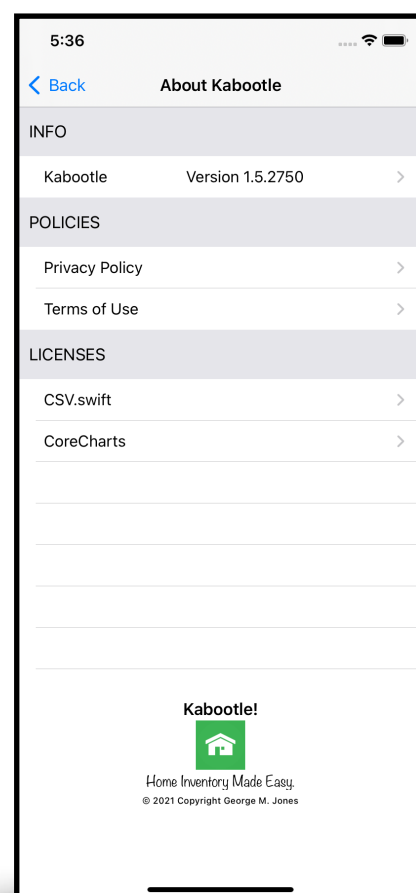 5:36
Back About Kabootle
INFO
Kabootle Version 1.5.2750
POLICIES
Privacy Policy
Terms of Use
LICENSES
CSV.swift
CoreCharts
Kabootle!
Home Inventory Made Easy.
© 2021 Copyright George M. Jones